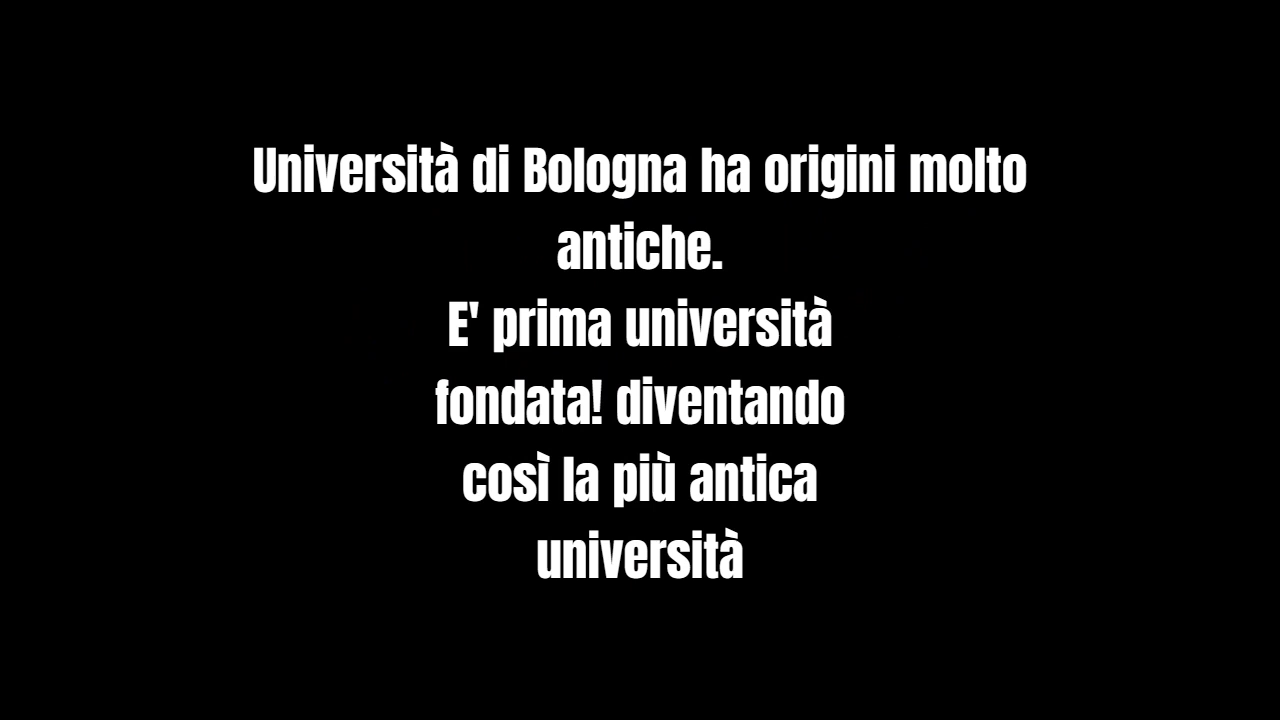 Università di Bologna ha origini molto
antiche.
E' prima università
fondata! diventando
così la più antica
università